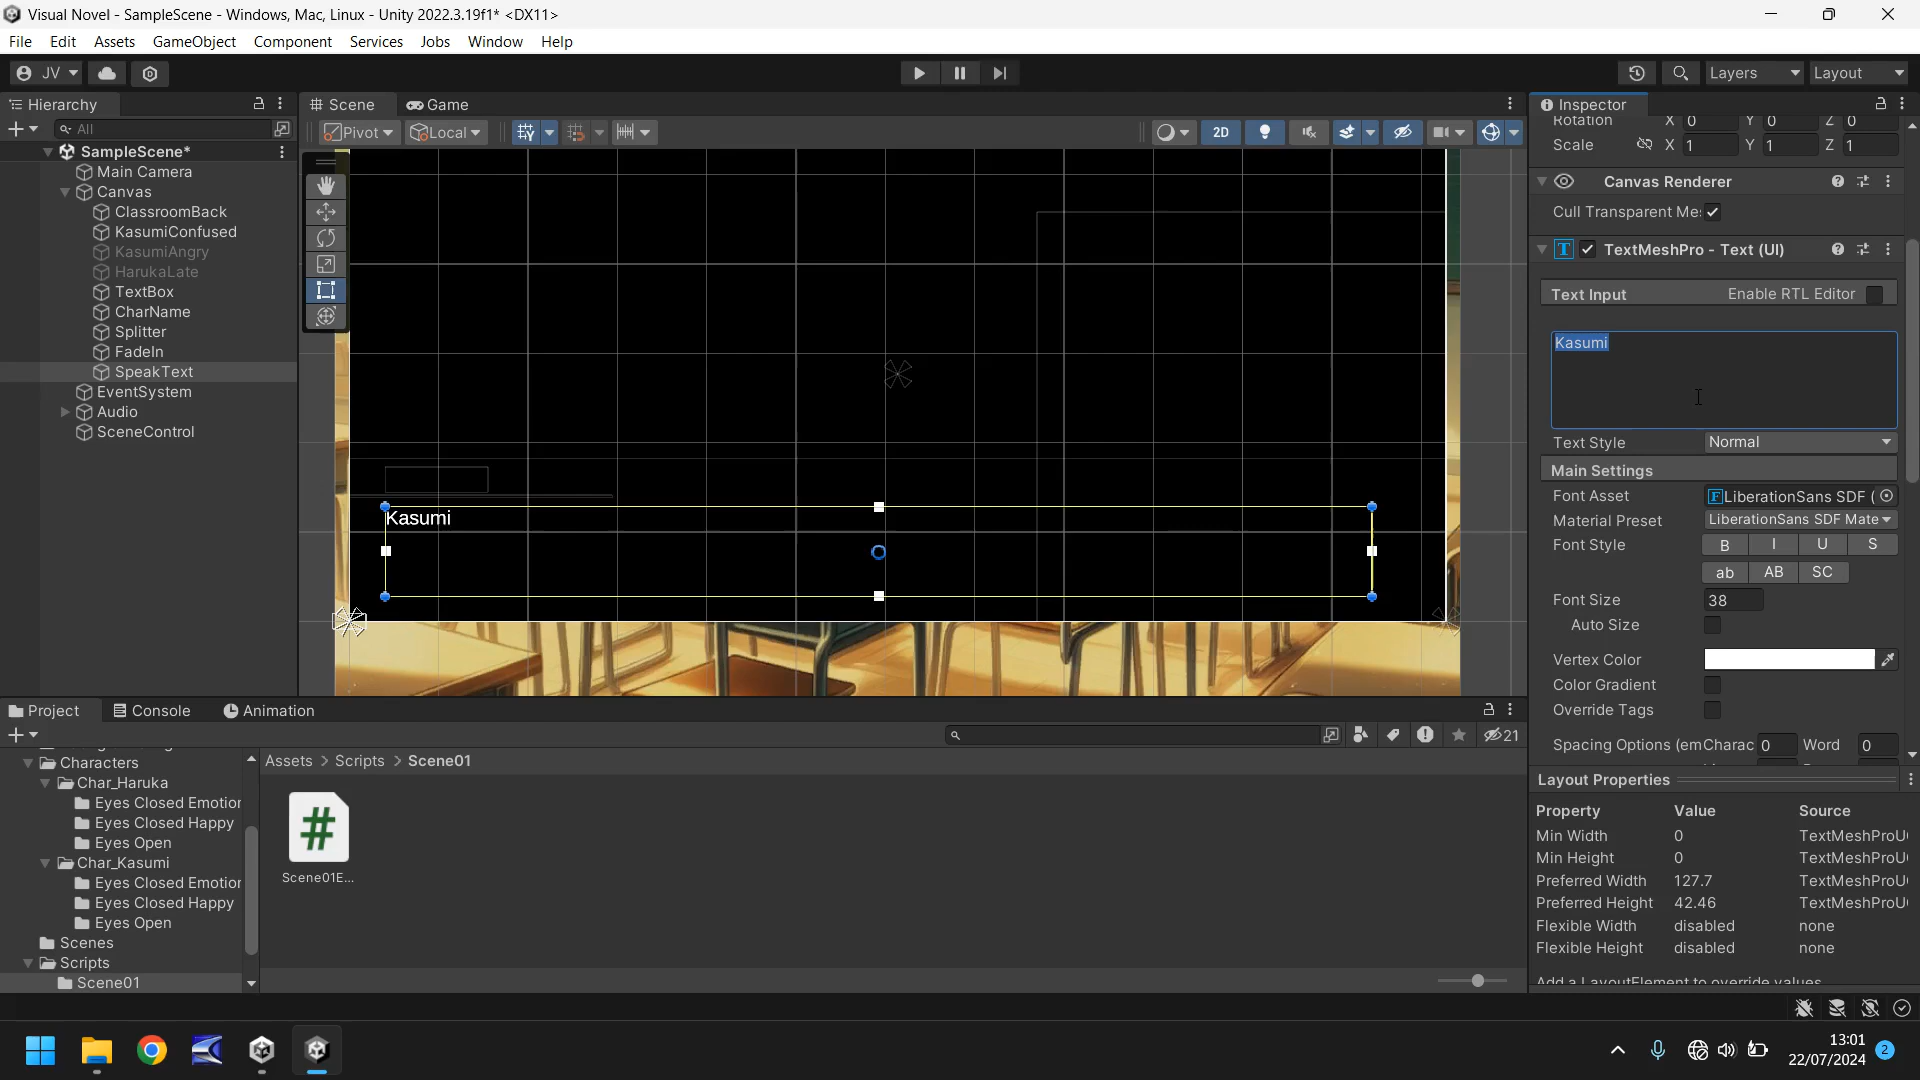 Visual Novel - SampleScene - Windows, Mac, Linux - Unity 2022.3.19f1* <DX11>
File Edit Assets GameObject Component Services Jobs Window Help
JV Layers Layout
Hierarchy
All
SampleScene*
Main Camera
Canvas
ClassroomBack
KasumiConfused
KasumiAngry
HarukaLate
TextBox
CharName
Splitter
FadeIn
SpeakText
EventSystem
Audio
SceneControl
Scene Game
Pivot Local 2D
Kasumi
Inspector
Rotation X 0 Y 0 Z 0
Scale X 1 Y 1 Z 1
Canvas Renderer
Cull Transparent Me
TextMeshPro - Text (UI)
Text Input Enable RTL Editor
Kasumi
Text Style Normal
Main Settings
Font Asset F LiberationSans SDF (
Material Preset LiberationSans SDF Mate
Font Style B I U S
ab AB SC
Font Size 38
Auto Size
Vertex Color
Color Gradient
Override Tags
Spacing Options (em Charac 0 Word 0
Layout Properties
Property Value Source
Min Width 0 TextMeshProU
Min Height 0 TextMeshProU
Preferred Width 127.7 TextMeshProU
Preferred Height 42.46 TextMeshProU
Flexible Width disabled none
Flexible Height disabled none
Add a LayoutElement to override values
Project Console Animation
21
Characters
Char_Haruka
Eyes Closed Emotion
Eyes Closed Happy
Eyes Open
Char_Kasumi
Eyes Closed Emotion
Eyes Closed Happy
Eyes Open
Scenes
Scripts
Scene01
Assets > Scripts > Scene01
#
Scene01E...
13:01
22/07/2024
2